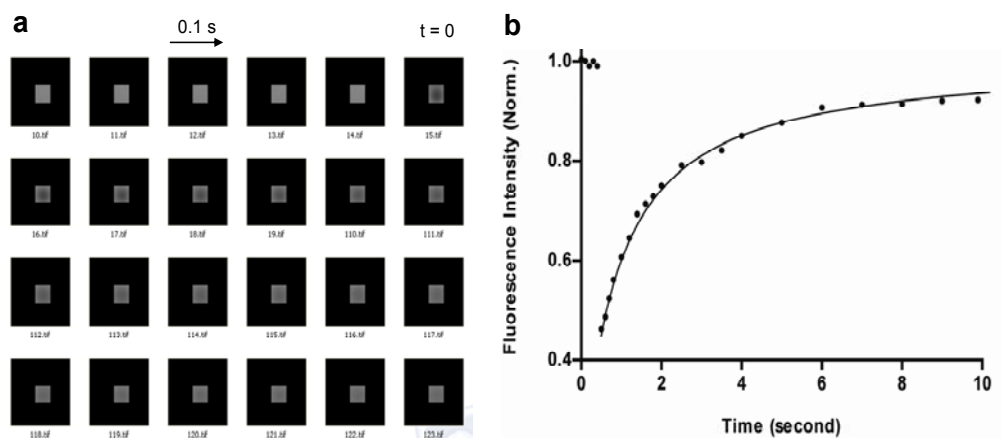 a
0.1 s
t = 0
10.tif 11.tif 12.tif 13.tif 14.tif 15.tif
16.tif 17.tif 18.tif 19.tif 110.tif 111.tif
112.tif 113.tif 114.tif 115.tif 116.tif 117.tif
118.tif 119.tif 120.tif 121.tif 122.tif 123.tif
b
Fluorescence Intensity (Norm.)
1.0
0.8
0.6
0.4
0 2 4 6 8 10
Time (second)